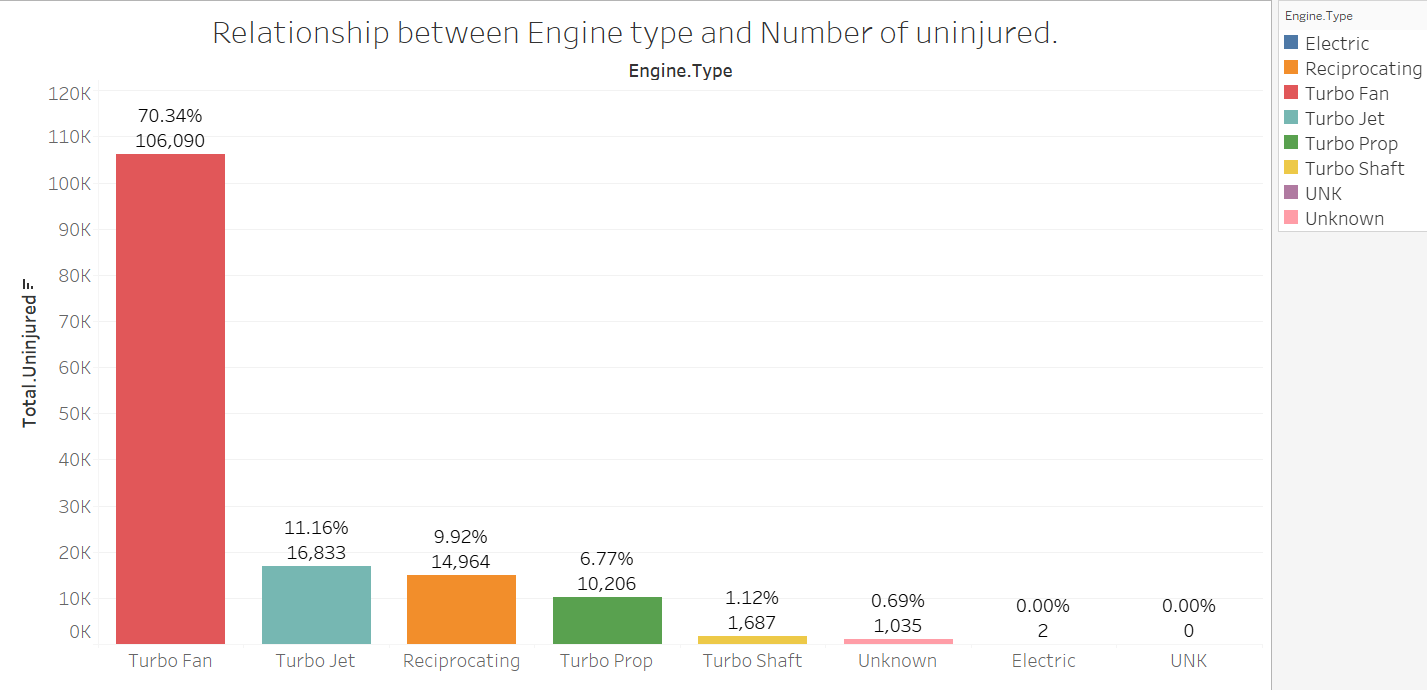 Relationship between Engine type and Number of uninjured.
Engine.Type
Total.Uninjured
120K
110K
100K
90K
80K
70K
60K
50K
40K
30K
20K
10K
0K
70.34%
106,090
11.16%
16,833
9.92%
14,964
6.77%
10,206
1.12%
1,687
0.69%
1,035
0.00%
2
0.00%
0
Turbo Fan
Turbo Jet
Reciprocating
Turbo Prop
Turbo Shaft
Unknown
Electric
UNK
Engine.Type
Electric
Reciprocating
Turbo Fan
Turbo Jet
Turbo Prop
Turbo Shaft
UNK
Unknown